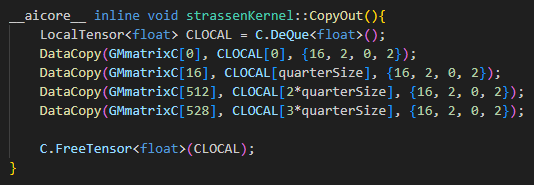 __aicore__ inline void strassenKernel::CopyOut(){
LocalTensor<float> CLOCAL = C.DeQue<float>();
DataCopy(GMmatrixC[0], CLOCAL[0], {16, 2, 0, 2});
DataCopy(GMmatrixC[16], CLOCAL[quarterSize], {16, 2, 0, 2});
DataCopy(GMmatrixC[512], CLOCAL[2*quarterSize], {16, 2, 0, 2});
DataCopy(GMmatrixC[528], CLOCAL[3*quarterSize], {16, 2, 0, 2});
C.FreeTensor<float>(CLOCAL);
}